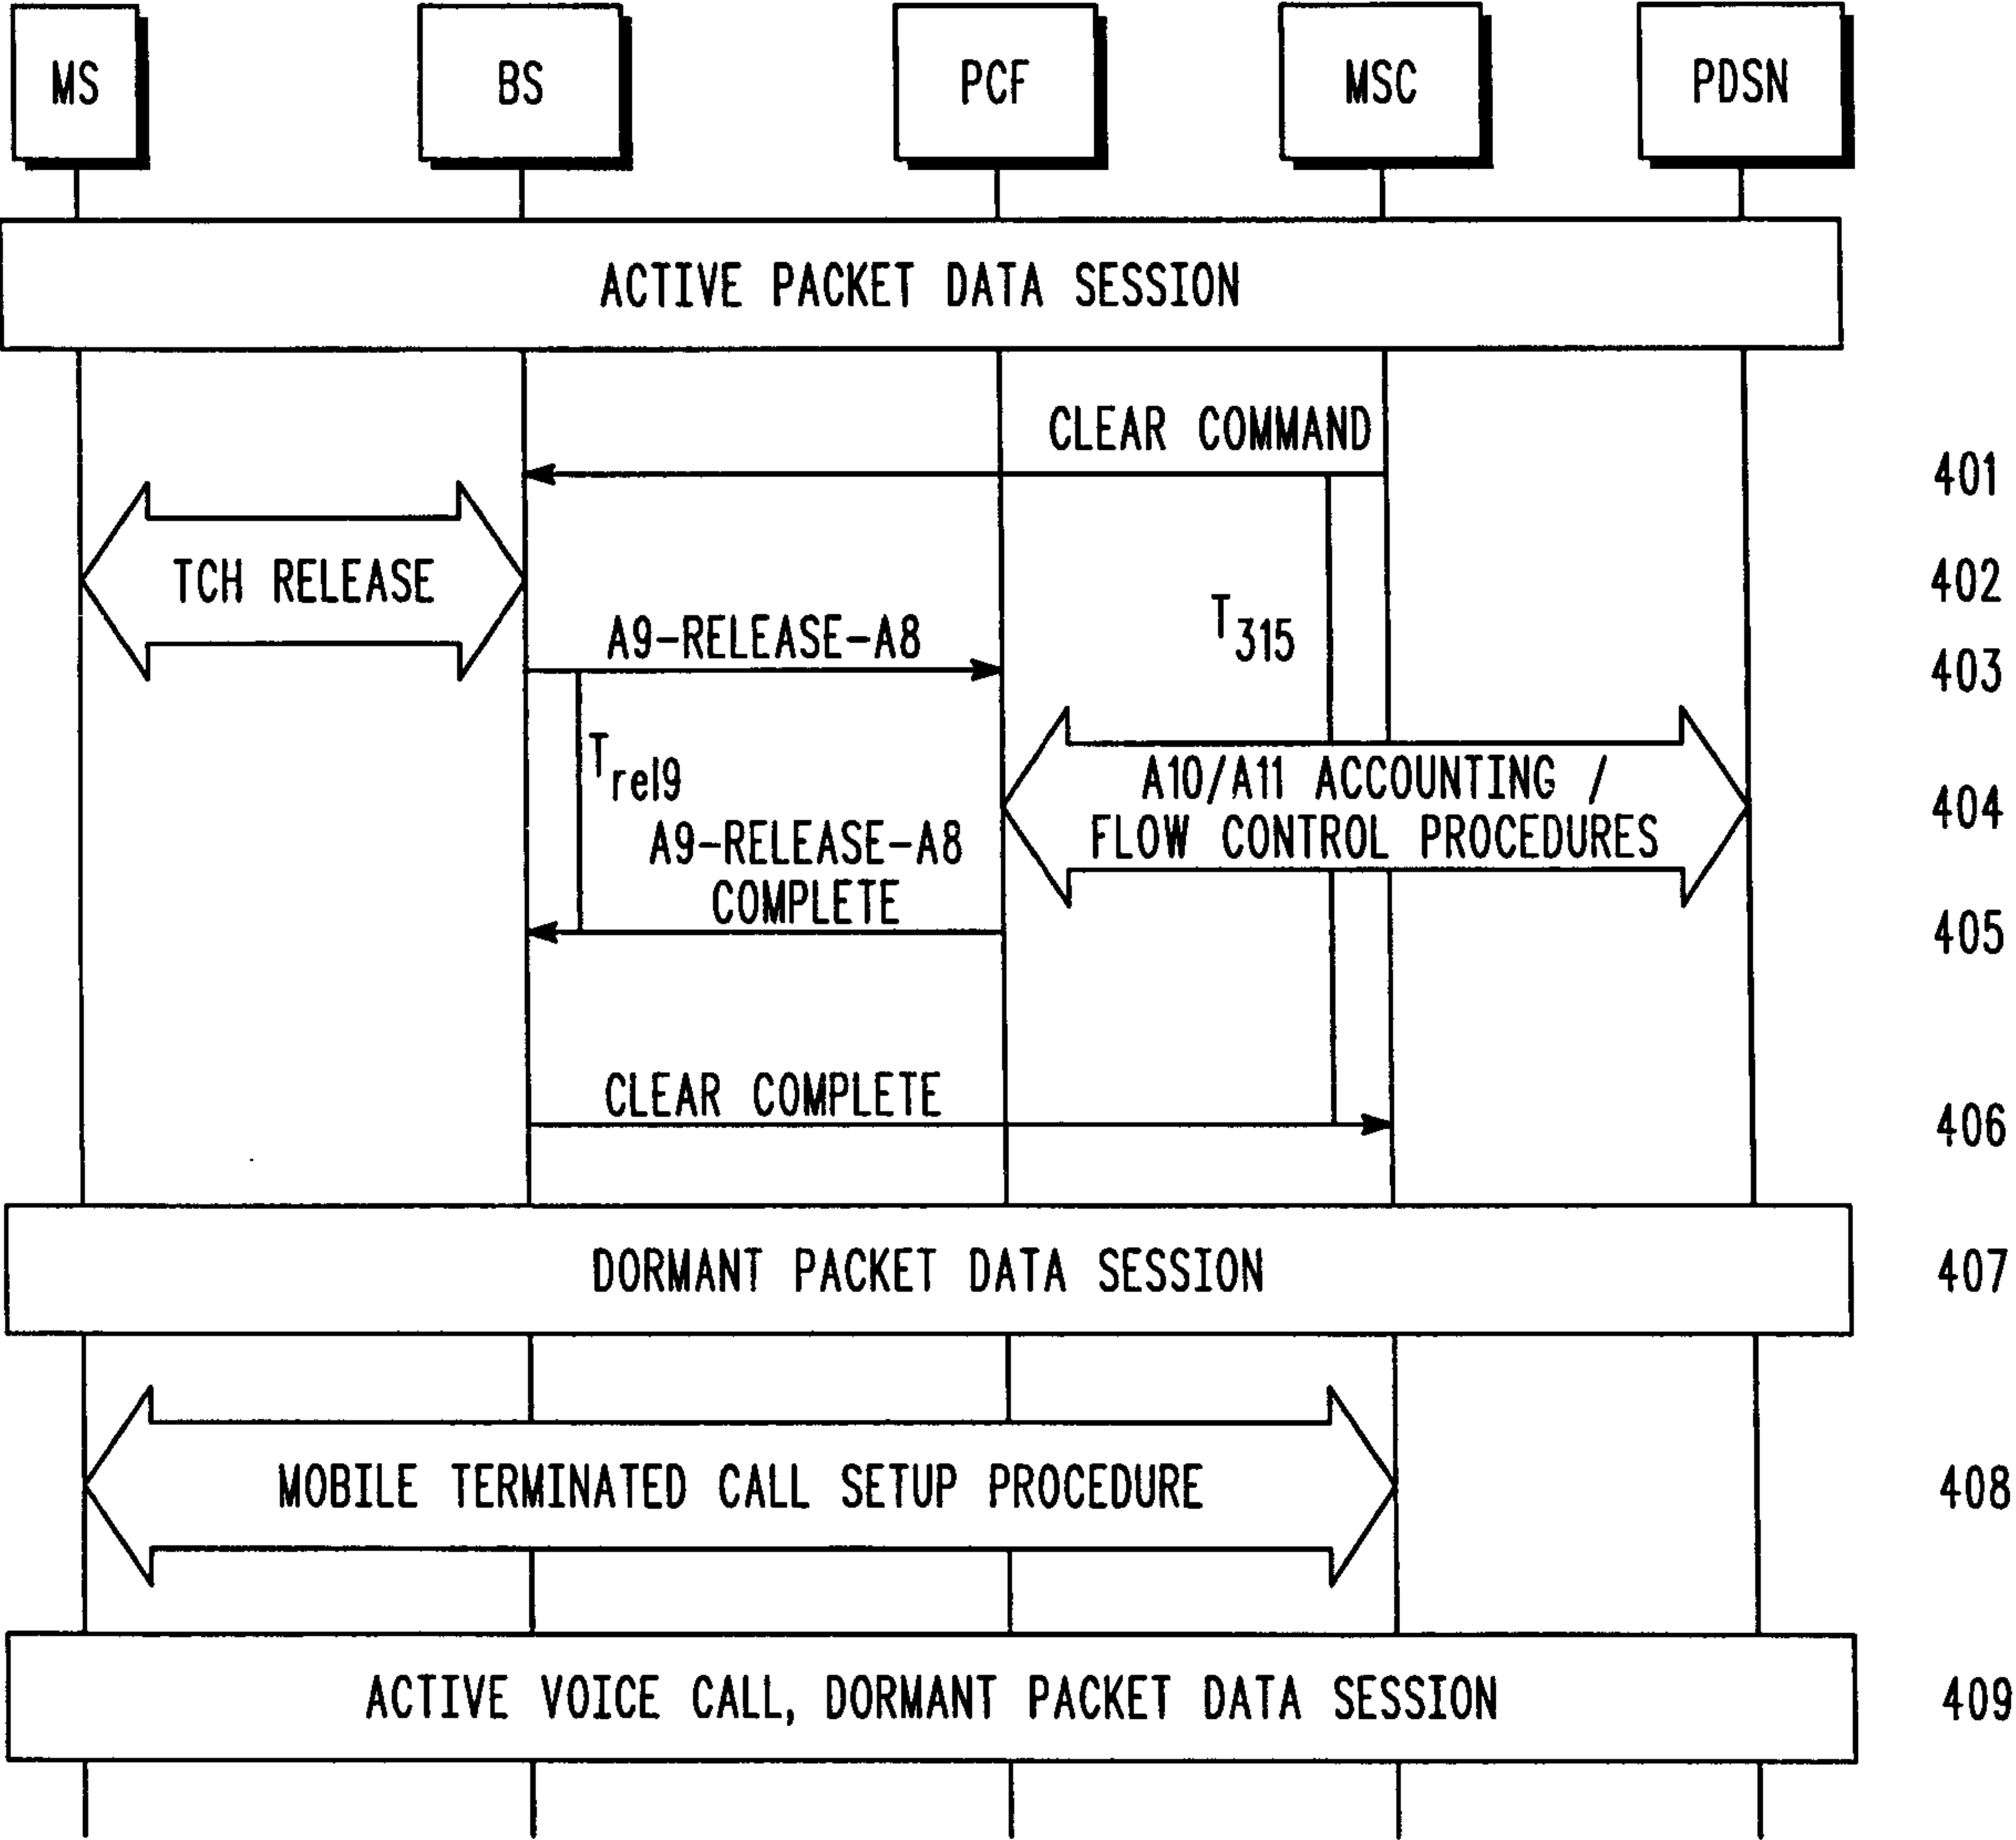 MS BS PCF MSC PDSN
ACTIVE PACKET DATA SESSION
CLEAR COMMAND
401
TCH RELEASE
402
A9-RELEASE-A8
T315
403
Trel9
A10/A11 ACCOUNTING /
FLOW CONTROL PROCEDURES
404
A9-RELEASE-A8
COMPLETE
405
CLEAR COMPLETE
406
DORMANT PACKET DATA SESSION
407
MOBILE TERMINATED CALL SETUP PROCEDURE
408
ACTIVE VOICE CALL, DORMANT PACKET DATA SESSION
409